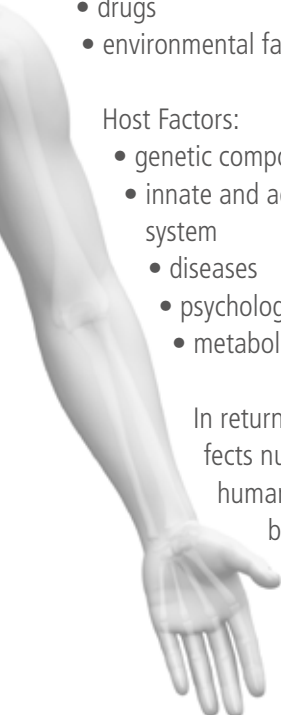 • drugs
• environmental fa
Host Factors:
• genetic compo
• innate and a
system
• diseases
• psycholog
• metabol
In return
fects nu
human
b